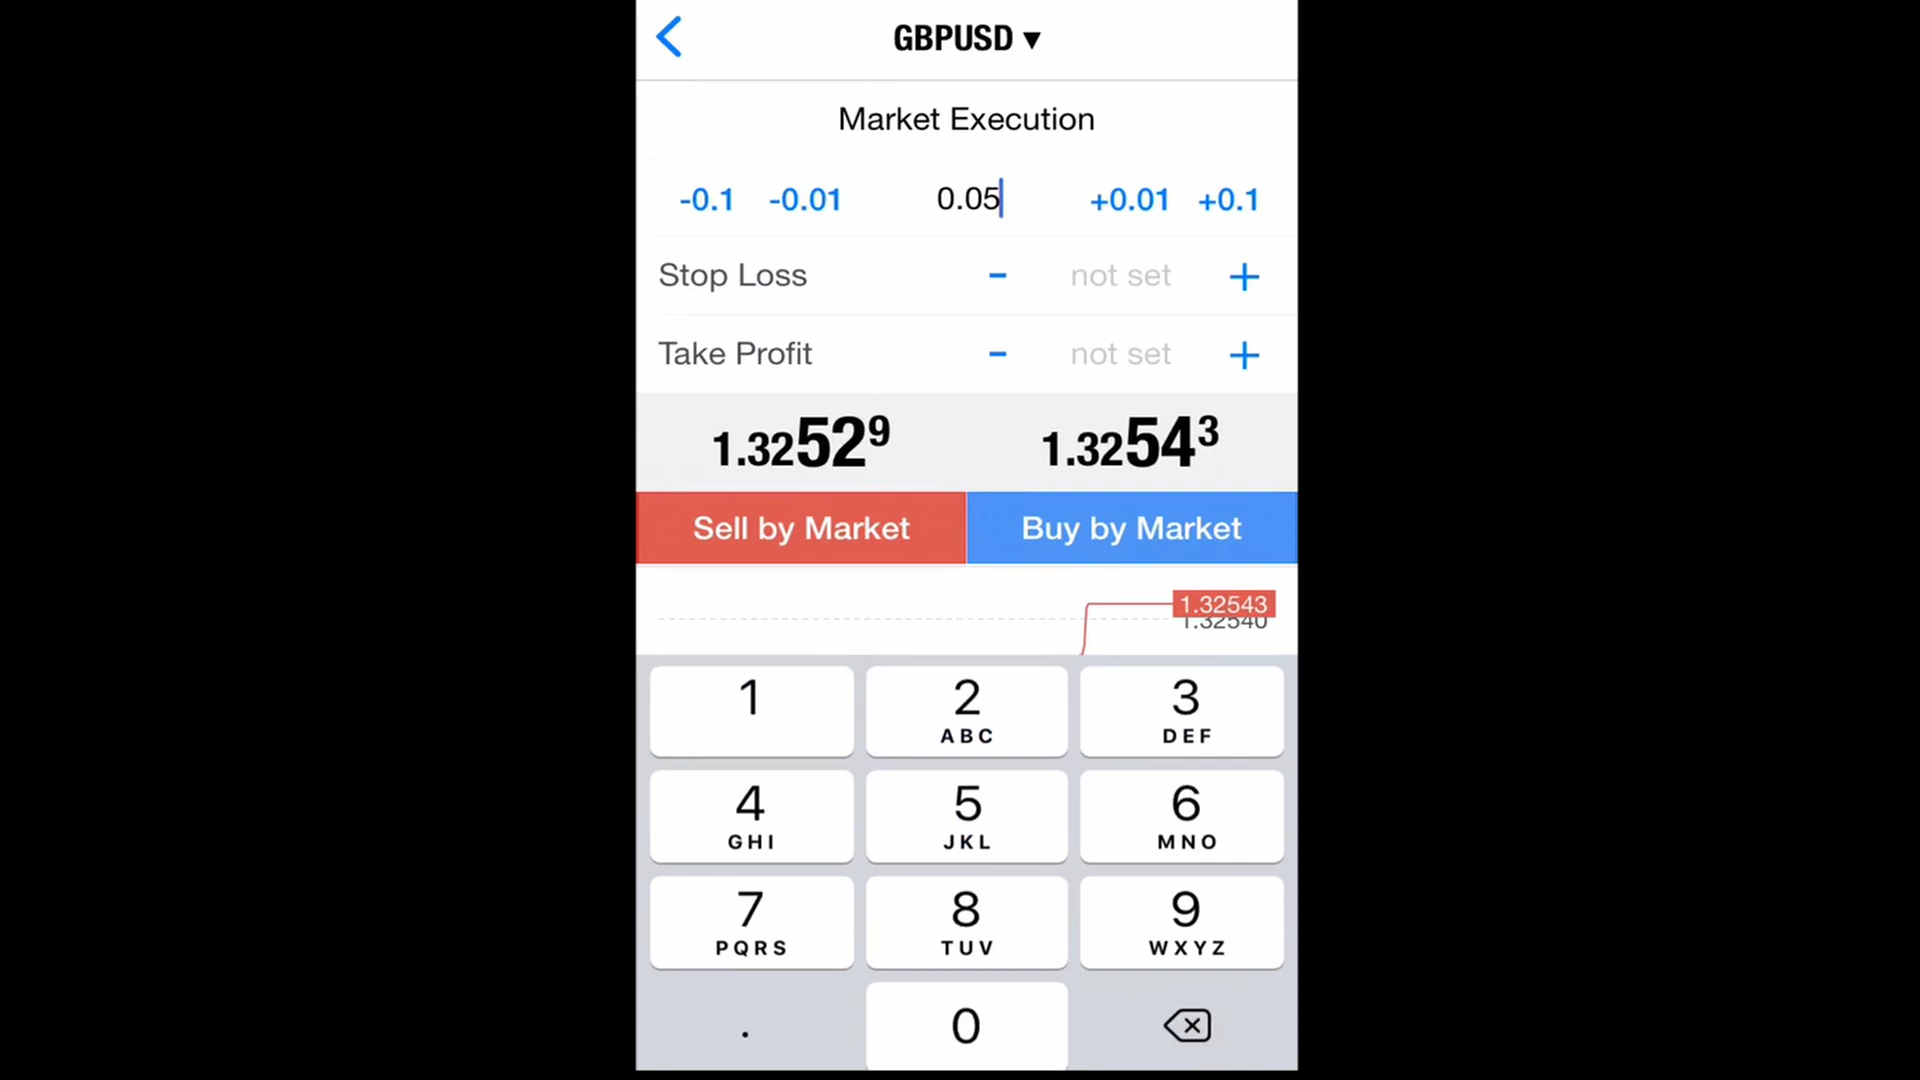 GBPUSD ▼
Market Execution
-0.1 -0.01 0.05 +0.01 +0.1
Stop Loss - not set +
Take Profit - not set +
1.32529 1.32543
Sell by Market Buy by Market
1.32543
1.32540
1 2 3
ABC DEF
4 5 6
GHI JKL MNO
7 8 9
PQRS TUV WXYZ
. 0